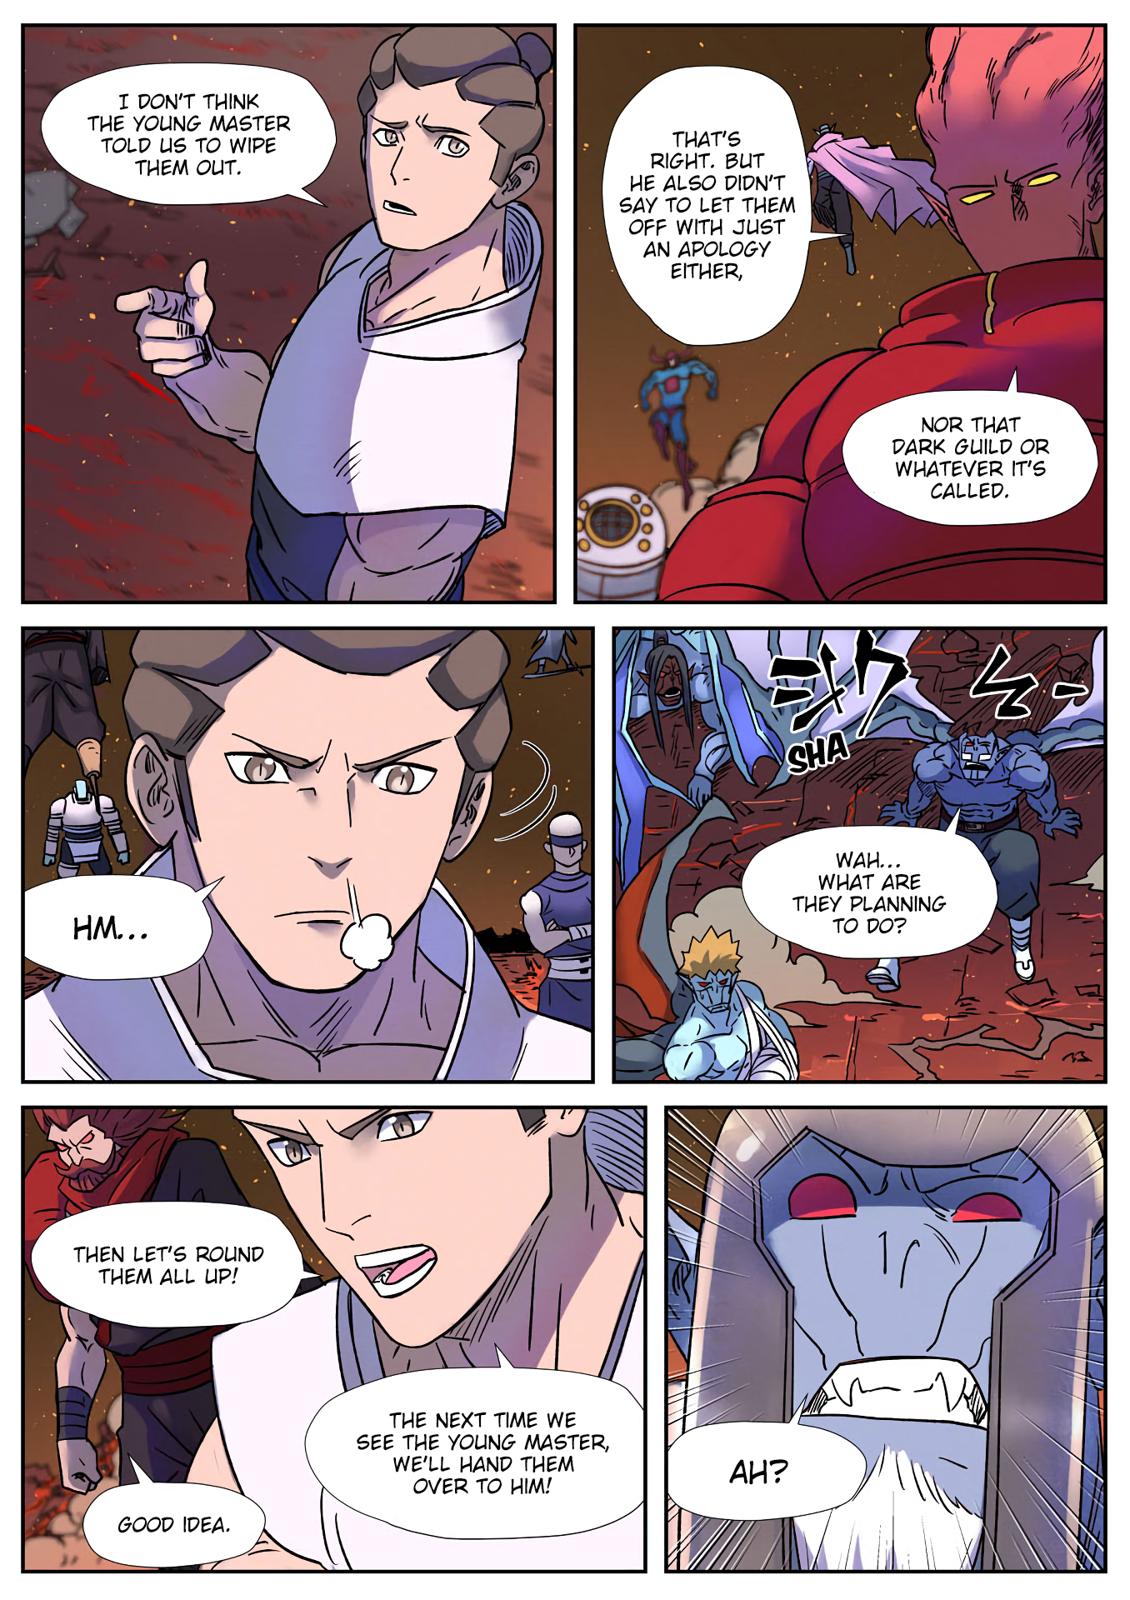 I DON'T THINK
THE YOUNG MASTER
TOLD US TO WIPE
THEM OUT.
THAT'S
RIGHT. BUT
HE ALSO DIDN'T
SAY TO LET THEM
OFF WITH JUST
AN APOLOGY
EITHER,
NOR THAT
DARK GUILD OR
WHATEVER IT'S
CALLED.
HM...
SHA
WAH...
WHAT ARE
THEY PLANNING
TO DO?
THEN LET'S ROUND
THEM ALL UP!
THE NEXT TIME WE
SEE THE YOUNG MASTER,
WE'LL HAND THEM
OVER TO HIM!
GOOD IDEA.
AH?